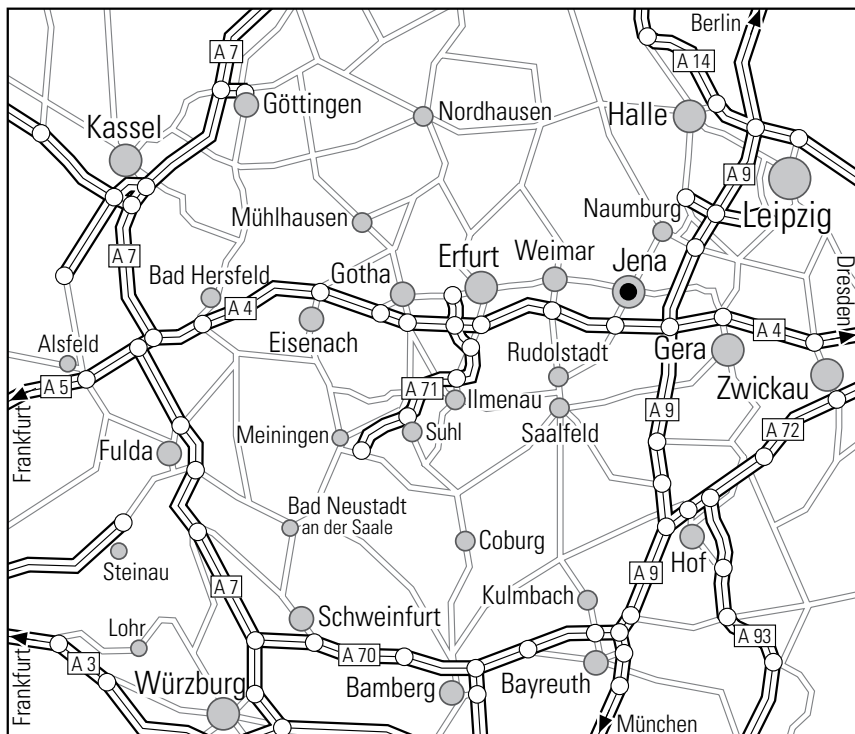 Berlin
A 7
A 14
Göttingen
Nordhausen
Halle
Kassel
A 9
Leipzig
Mühlhausen
Naumburg
A 7
Bad Hersfeld
Gotha
Erfurt
Weimar
Jena
Dresden
A 4
Eisenach
Gera
A 4
Alsfeld
Rudolstadt
Zwickau
A 5
A 71
Ilmenau
Frankfurt
A 9
A 72
Meiningen
Suhl
Saalfeld
Fulda
Bad Neustadt
an der Saale
Coburg
Hof
Steinau
A 7
A 9
Kulmbach
Schweinfurt
Lohr
A 70
A 93
Frankfurt
A 3
Würzburg
Bamberg
Bayreuth
München